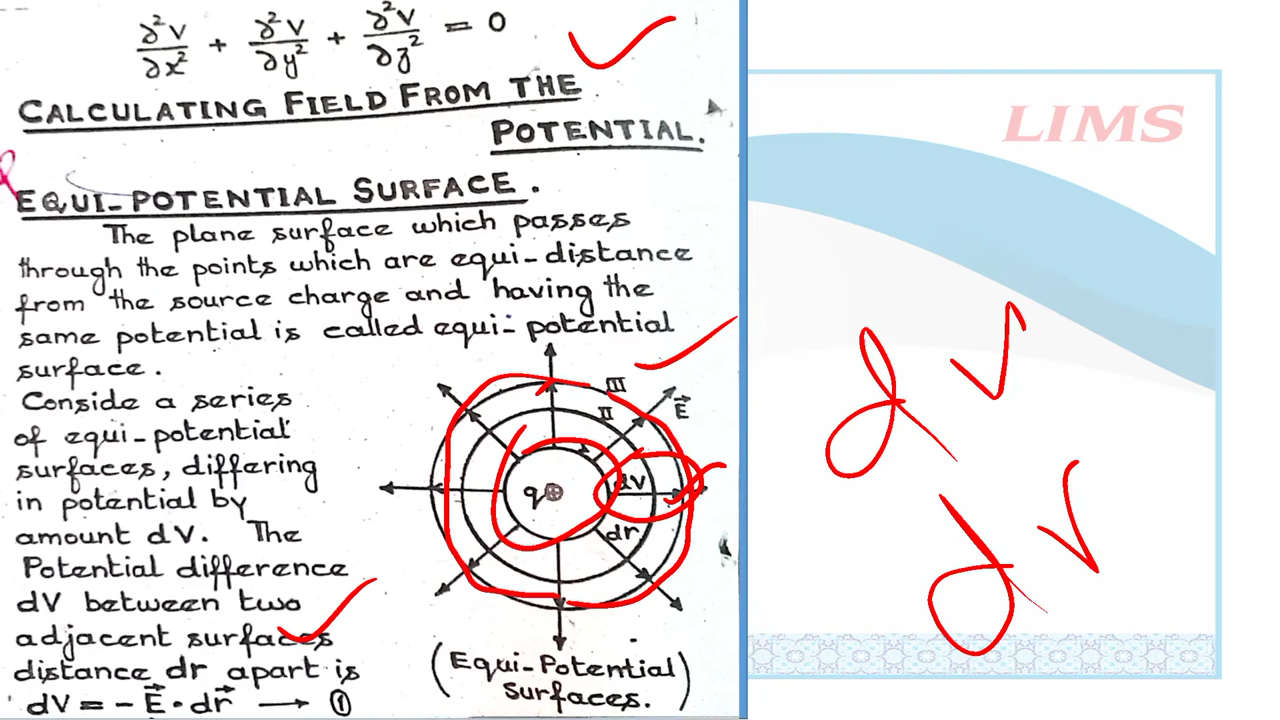 ∂²V/∂x² + ∂²V/∂y² + ∂²V/∂z² = 0
CALCULATING FIELD FROM THE
POTENTIAL.
EQUI-POTENTIAL SURFACE.
The plane surface which passes
through the points which are equi-distance
from the source charge and having the
same potential is called equi-potential
surface.
Conside a series
of equi-potential
surfaces, differing
in potential by
amount dV. The
Potential difference
dV between two
adjacent surfaces
distance dr apart is
dV = - E⃗ · dr⃗ → ①
III
II
E⃗
q
dV
dr
(Equi-Potential
Surfaces.)
LIMS
dv
dv